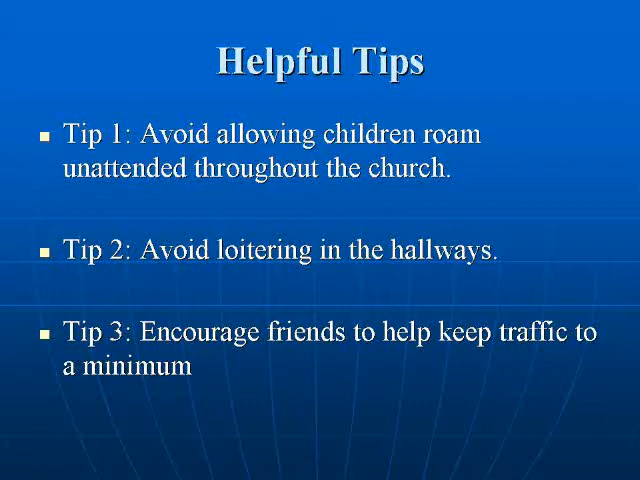 Helpful Tips
Tip 1: Avoid allowing children roam
unattended throughout the church.
Tip 2: Avoid loitering in the hallways.
Tip 3: Encourage friends to help keep traffic to
a minimum